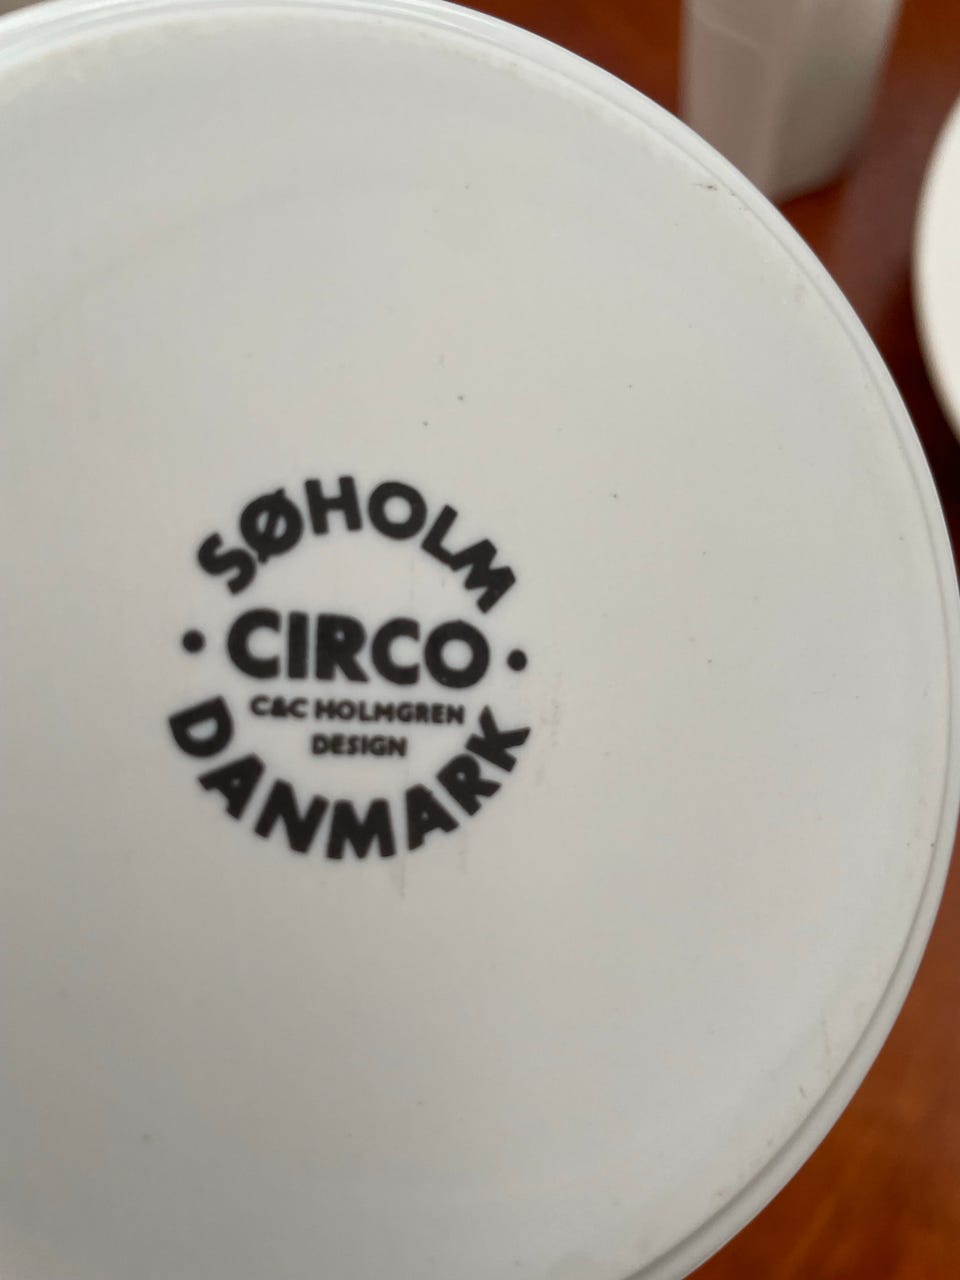 SØHOLM
• CIRCO •
C&C HOLMGREN
DESIGN
DANMARK